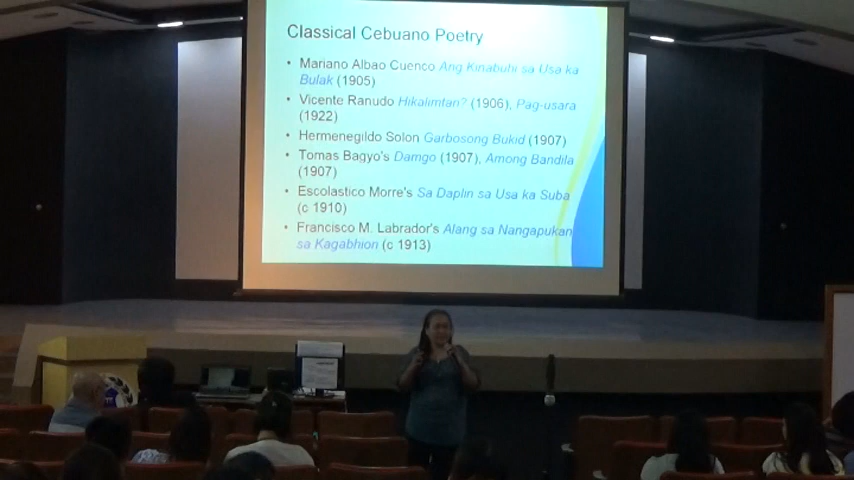 Classical Cebuano Poetry
• Mariano Albao Cuenco Ang Kinabuhi sa Usa ka
Bulak (1905)
• Vicente Ranudo Hikalimtan? (1906), Pag-usara
(1922)
• Hermenegildo Solon Garbosong Bukid (1907)
• Tomas Bagyo's Damgo (1907), Among Bandila
(1907)
• Escolastico Morre's Sa Daplin sa Usa ka Suba
(c 1910)
• Francisco M. Labrador's Alang sa Nangapukan
sa Kagabhion (c 1913)